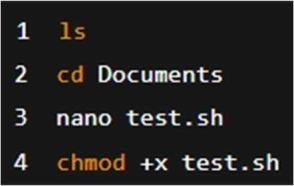 1 ls
2 cd Documents
3 nano test.sh
4 chmod +x test.sh